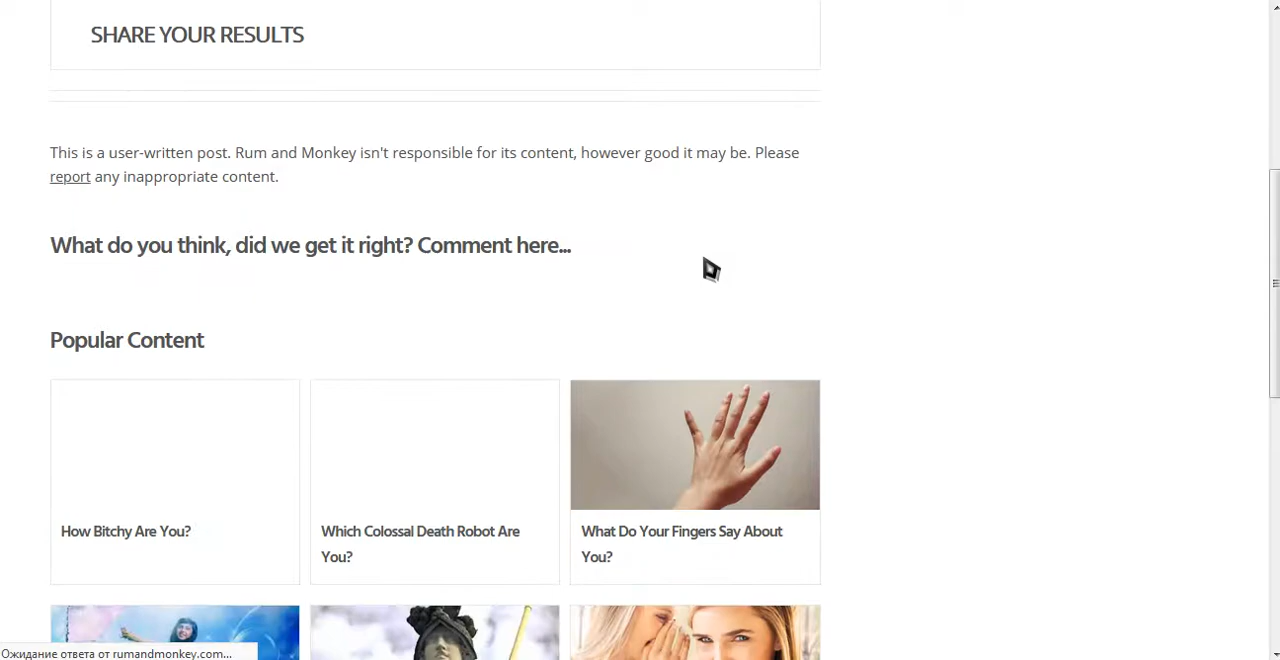 SHARE YOUR RESULTS
This is a user-written post. Rum and Monkey isn't responsible for its content, however good it may be. Please
report any inappropriate content.
What do you think, did we get it right? Comment here...
Popular Content
How Bitchy Are You?
Which Colossal Death Robot Are
You?
What Do Your Fingers Say About
You?
Ожидание ответа от rumandmonkey.com...